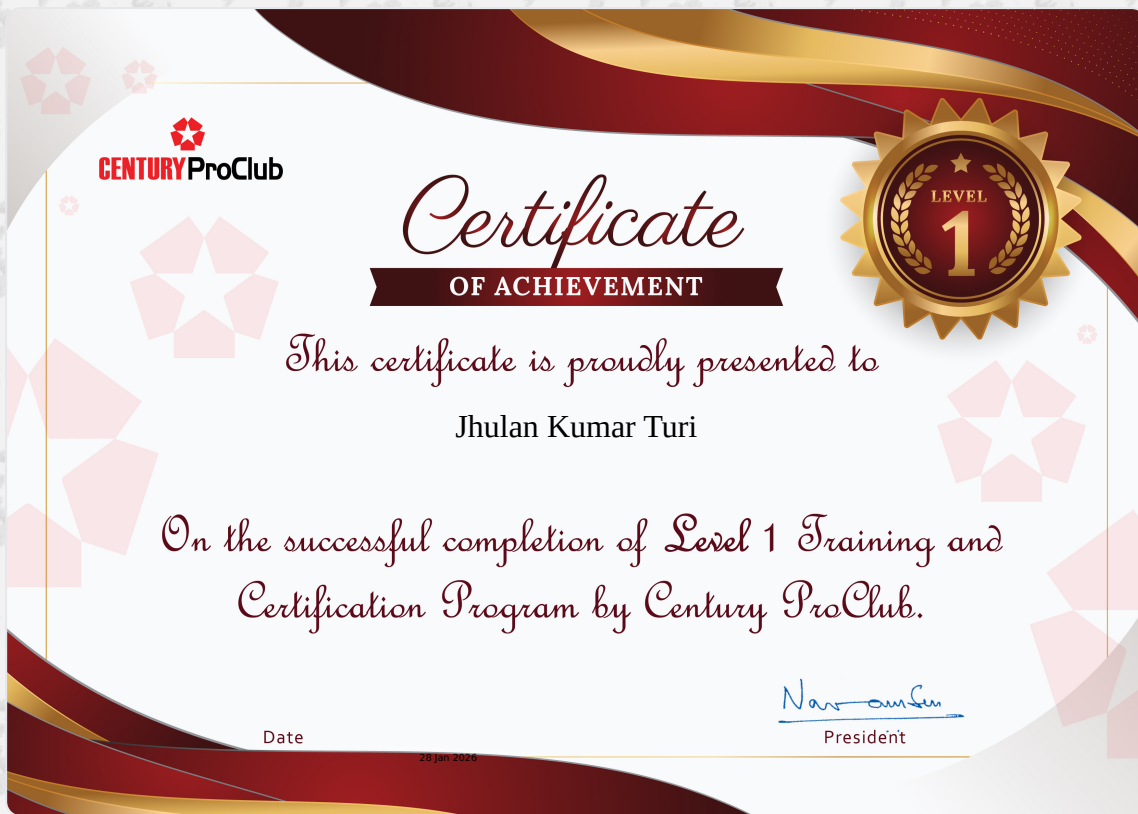 CENTURY ProClub
Certificate
OF ACHIEVEMENT
LEVEL
1
This certificate is proudly presented to
Jhulan Kumar Turi
On the successful completion of Level 1 Training and
Certification Program by Century ProClub.
Date
President
28 Jan 2026